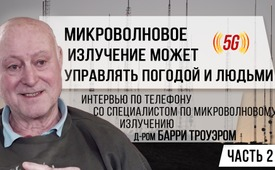 МИКРОВОЛНОВОЕ
5G
ИЗЛУЧЕНИЕ МОЖЕТ
УПРАВЛЯТЬ ПОГОДОЙ И ЛЮДЬМИ
ИНТЕРВЬЮ ПО ТЕЛЕФОНУ
СО СПЕЦИАЛИСТОМ ПО МИКРОВОЛНОВОМУ
ИЗЛУЧЕНИЮ
Д-РОМ БАРРИ ТРОУЭРОМ
ЧАСТЬ 2